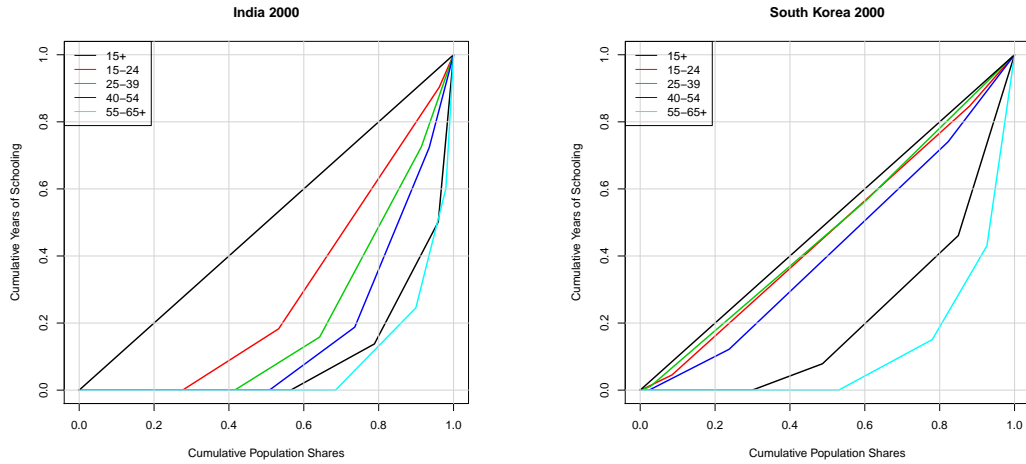 India 2000
15+
15−24
25−39
40−54
55−65+
Cumulative Years of Schooling
1.0
0.8
0.6
0.4
0.2
0.0
0.0 0.2 0.4 0.6 0.8 1.0
Cumulative Population Shares
South Korea 2000
15+
15−24
25−39
40−54
55−65+
Cumulative Years of Schooling
1.0
0.8
0.6
0.4
0.2
0.0
0.0 0.2 0.4 0.6 0.8 1.0
Cumulative Population Shares